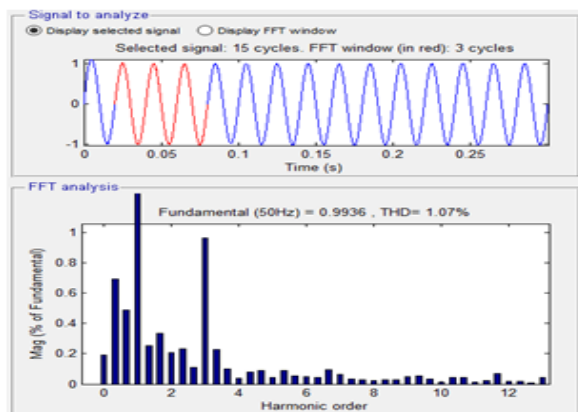 Signal to analyze
Display selected signal Display FFT window
Selected signal: 15 cycles. FFT window (in red): 3 cycles
1
0
-1
0 0.05 0.1 0.15 0.2 0.25
Time (s)
FFT analysis
Fundamental (50Hz) = 0.9936 , THD= 1.07%
Mag (% of Fundamental)
1
0.8
0.6
0.4
0.2
0
0 2 4 6 8 10 12
Harmonic order